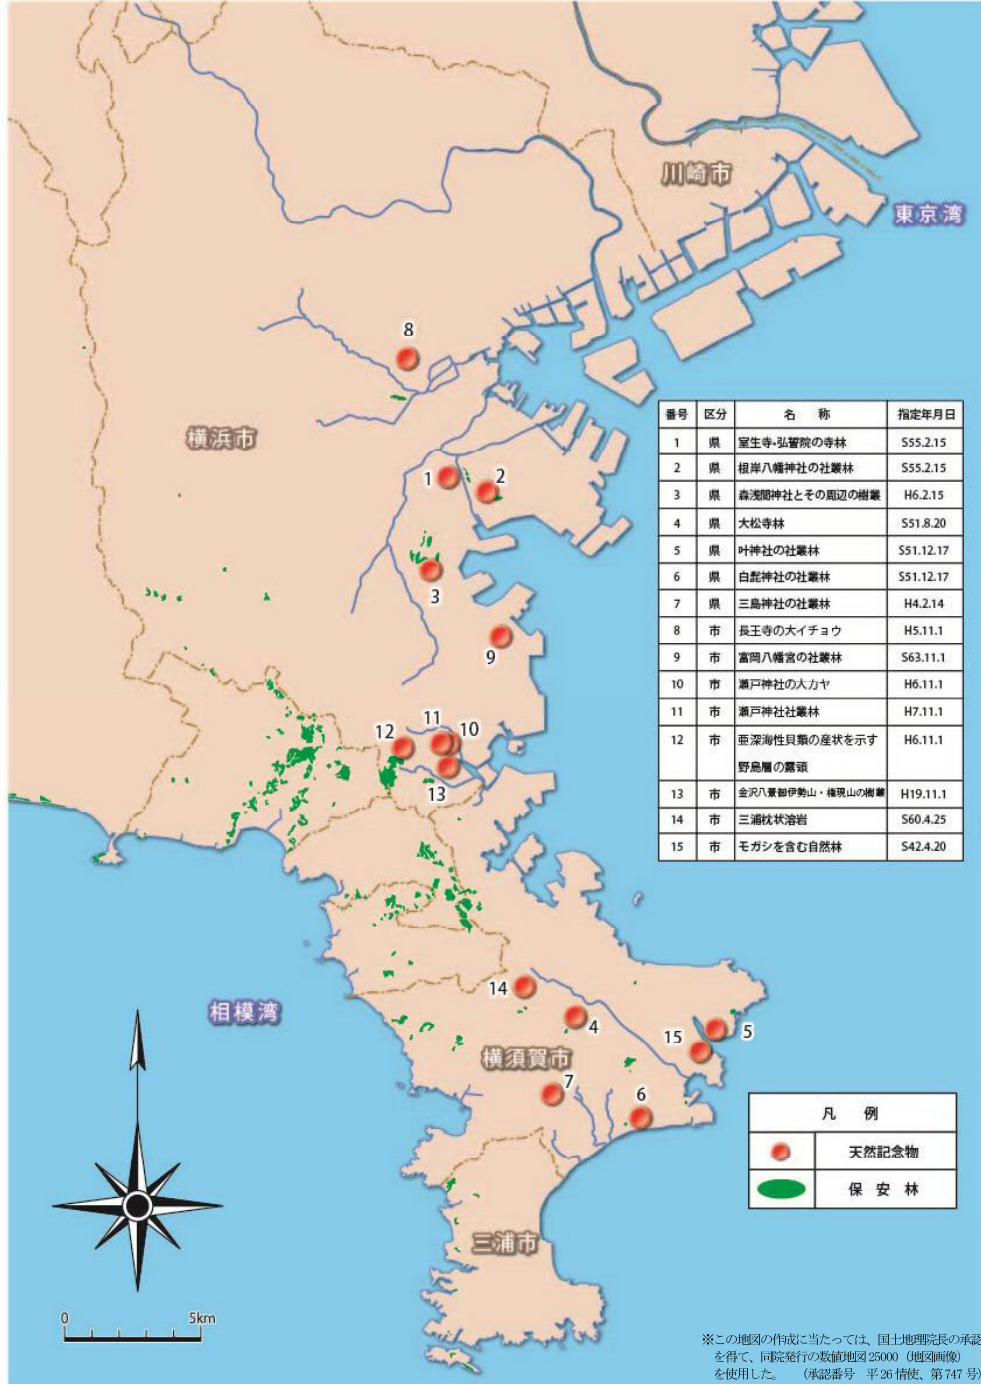 川崎市
東京湾
8
横浜市
1
2
3
9
11
12
10
13
14
4
15
5
相模湾
横須賀市
7
6
三浦市
番号 区分 名 称 指定年月日
1 県 室生寺・弘誓院の寺林 S55.2.15
2 県 根岸八幡神社の社叢林 S55.2.15
3 県 森浅間神社とその周辺の樹叢 H6.2.15
4 県 大松寺林 S51.8.20
5 県 叶神社の社叢林 S51.12.17
6 県 白髭神社の社叢林 S51.12.17
7 県 三島神社の社叢林 H4.2.14
8 市 長王寺の大イチョウ H5.11.1
9 市 富岡八幡宮の社叢林 S63.11.1
10 市 瀬戸神社の大カヤ H6.11.1
11 市 瀬戸神社社叢林 H7.11.1
12 市 亜深海性貝類の産状を示す H6.11.1
野島層の露頭
13 市 金沢八景御伊勢山・権現山の樹叢 H19.11.1
14 市 三浦枕状溶岩 S60.4.25
15 市 モガシを含む自然林 S42.4.20
凡 例
天然記念物
保 安 林
0 5km
※この地図の作成に当たっては、国土地理院長の承認
を得て、同院発行の数値地図25000（地図画像）
を使用した。 （承認番号 平26情使、第747号）